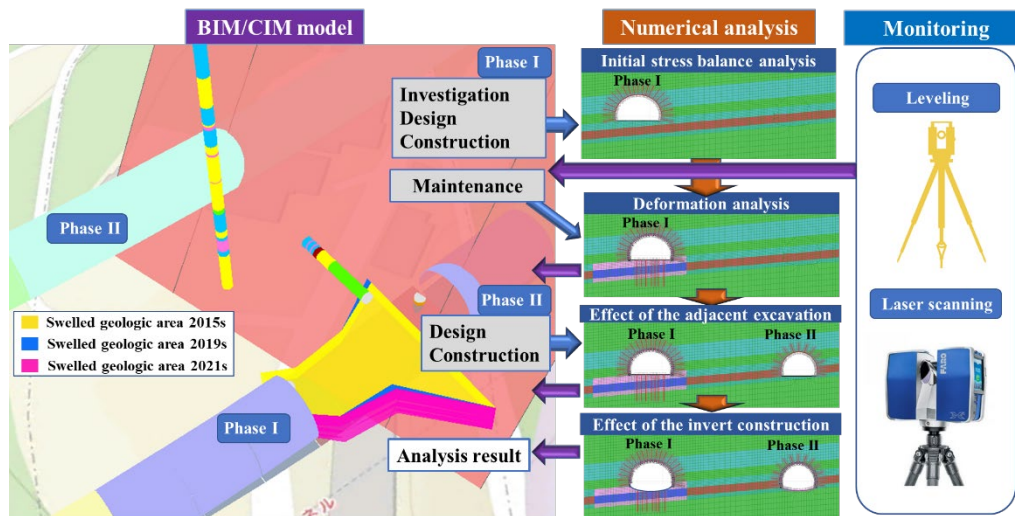 BIM/CIM model
Numerical analysis
Monitoring
Phase I
Investigation
Design
Construction
Maintenance
Phase II
Swelled geologic area 2015s
Swelled geologic area 2019s
Swelled geologic area 2021s
Phase I
Phase II
Design
Construction
Analysis result
Initial stress balance analysis
Phase I
Deformation analysis
Phase I
Effect of the adjacent excavation
Phase I
Phase II
Effect of the invert construction
Phase I
Phase II
Leveling
Laser scanning
FARO
ネル